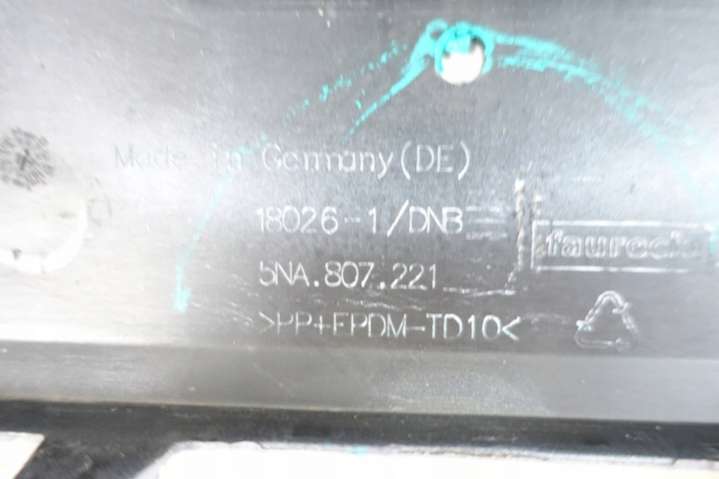 Made in Germany (DE)
18026-1/DNB
faurecia
5NA.807.221
>PP+EPDM-TD10<